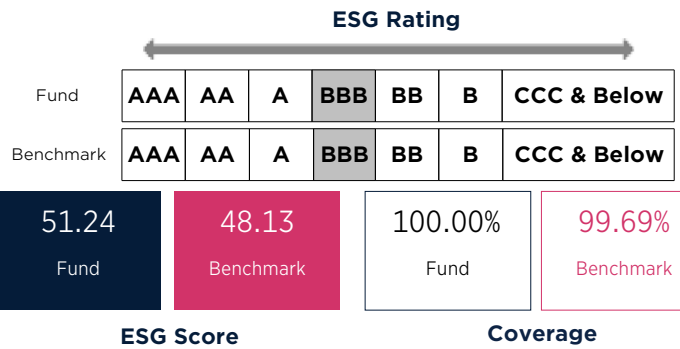 ESG Rating
Fund AAA AA A BBB BB B CCC & Below
Benchmark AAA AA A BBB BB B CCC & Below
51.24 48.13 100.00% 99.69%
Fund Benchmark Fund Benchmark
ESG Score Coverage